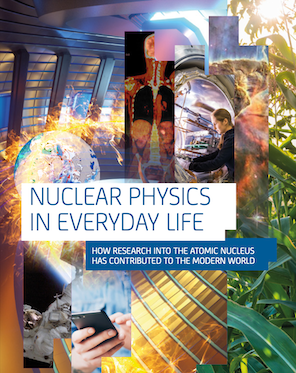 NUCLEAR PHYSICS
IN EVERYDAY LIFE
HOW RESEARCH INTO THE ATOMIC NUCLEUS
HAS CONTRIBUTED TO THE MODERN WORLD